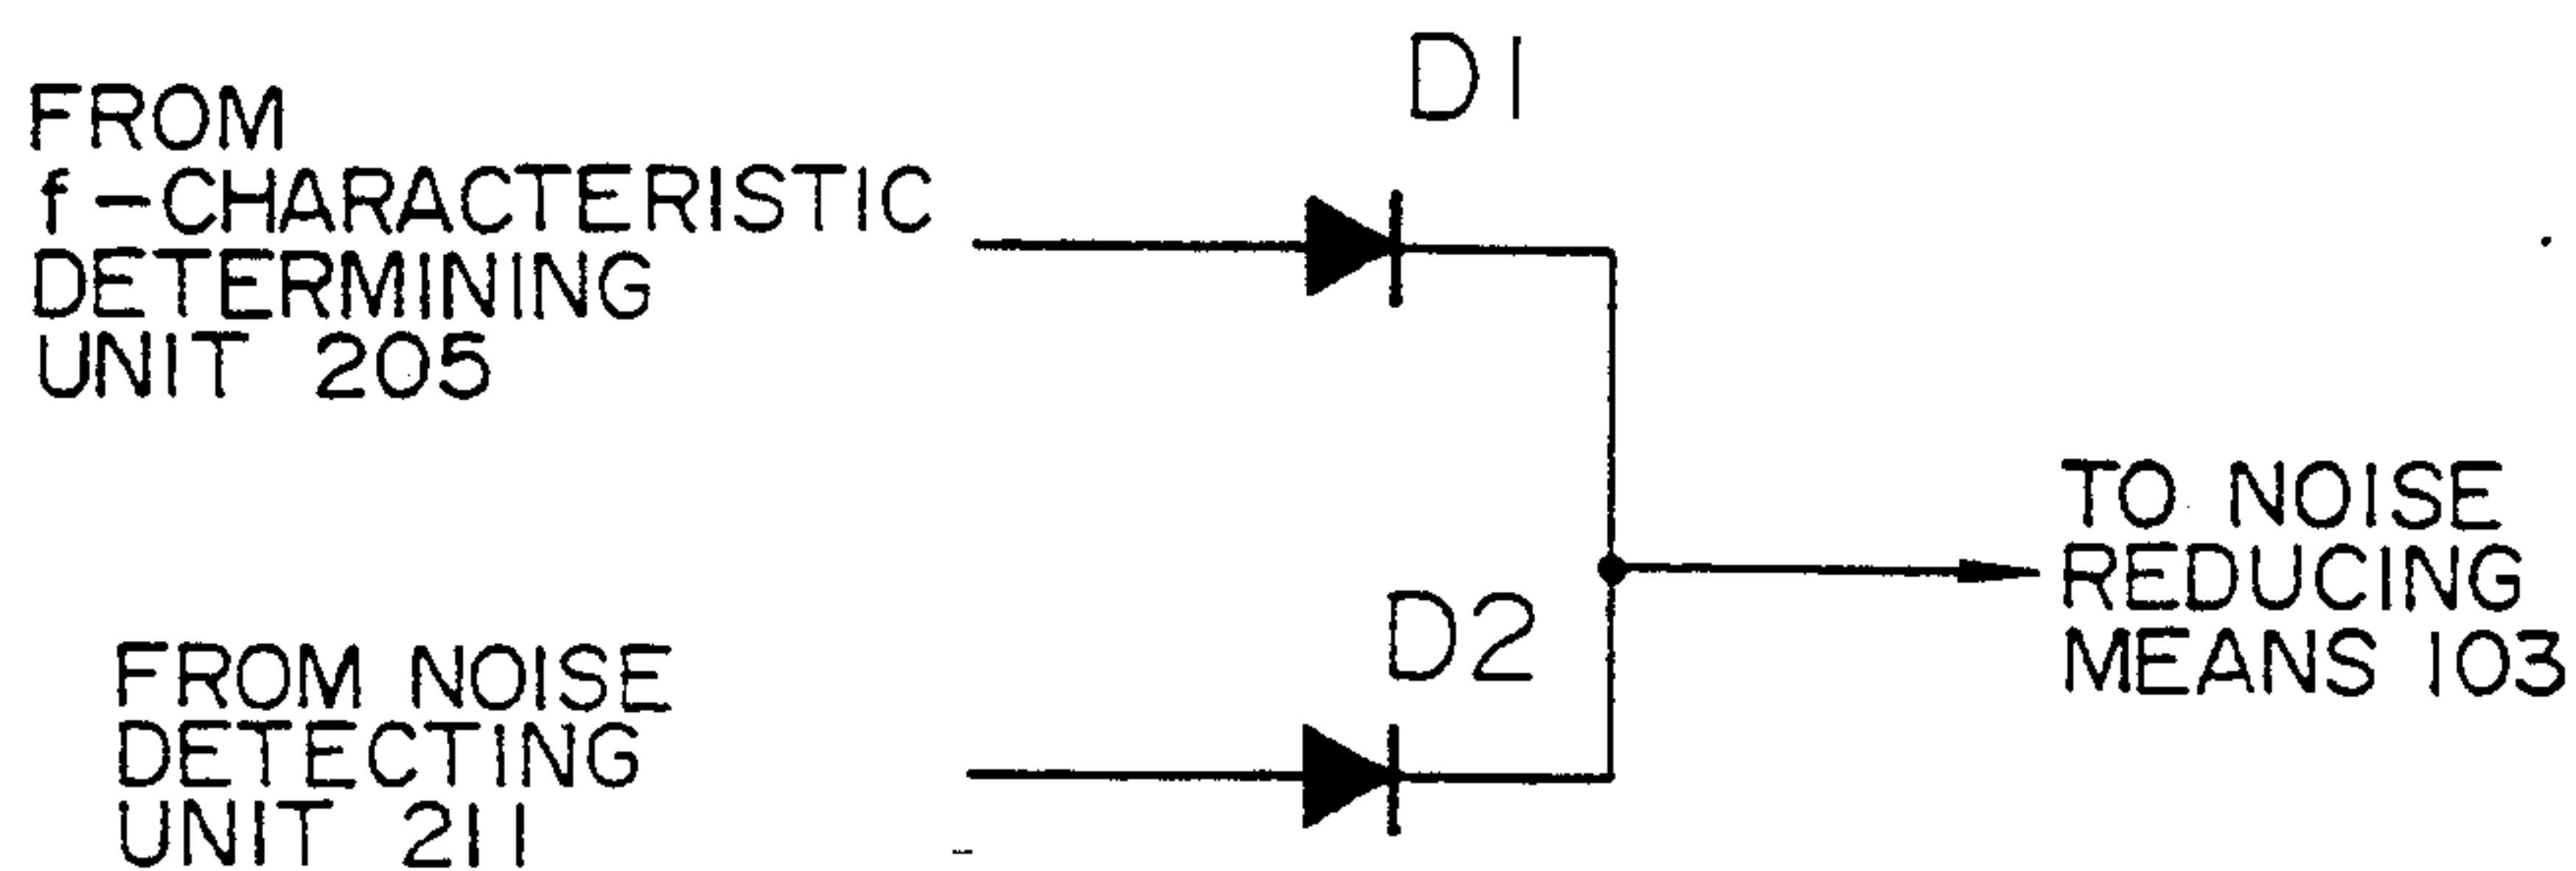 D1
FROM
f-CHARACTERISTIC
DETERMINING
UNIT 205
TO NOISE
REDUCING
MEANS 103
D2
FROM NOISE
DETECTING
UNIT 211